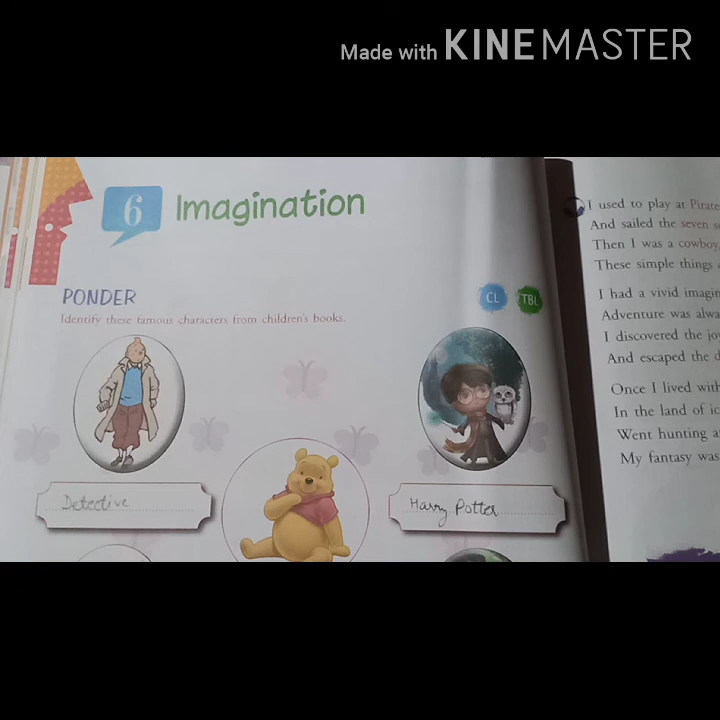 Made with KINEMASTER
6 Imagination
PONDER
CL TBL
Identify these famous characters from children's books.
Detective
Harry Potter
I used to play at Pirate
And sailed the seven
Then I was a cowboy,
These simple things
I had a vivid imagin
Adventure was alwa
I discovered the jo
And escaped the
Once I lived with
In the land of ic
Went hunting
My fantasy was